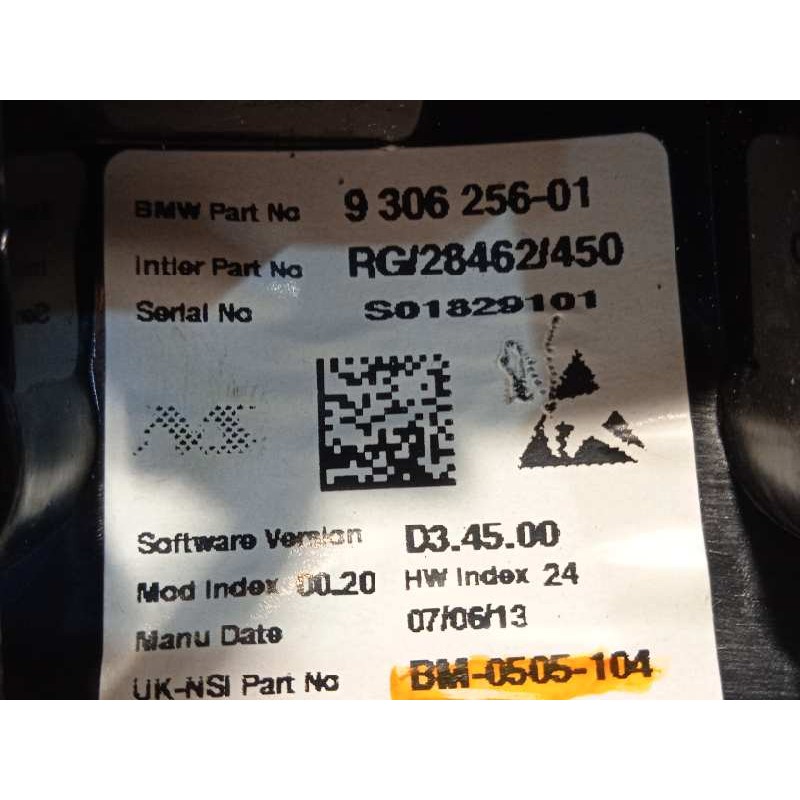 BMW Part No 9 306 256-01
Intier Part No RG/28462/450
Serial No S01829101
NS
Software Version D3.45.00
Mod Index 00.20 HW Index 24
Manu Date 07/06/13
UK-NSI Part No BM-0505-104